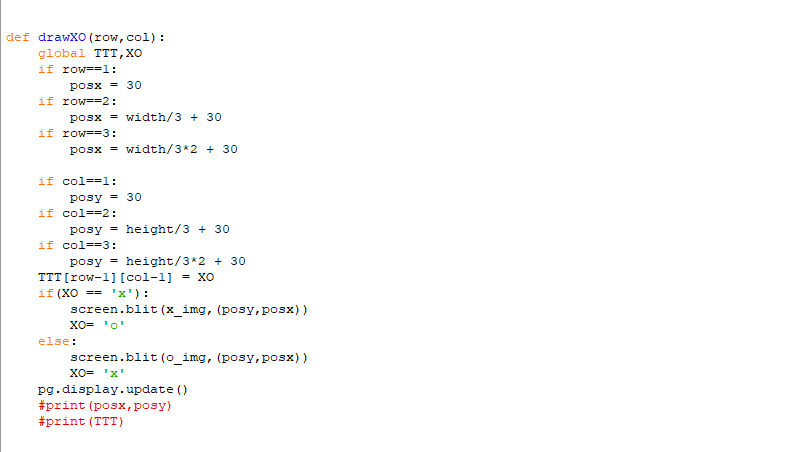 def drawXO(row,col):
    global TTT,XO
    if row==1:
        posx = 30
    if row==2:
        posx = width/3 + 30
    if row==3:
        posx = width/3*2 + 30

    if col==1:
        posy = 30
    if col==2:
        posy = height/3 + 30
    if col==3:
        posy = height/3*2 + 30
    TTT[row-1][col-1] = XO
    if(XO == 'x'):
        screen.blit(x_img,(posy,posx))
        XO= 'o'
    else:
        screen.blit(o_img,(posy,posx))
        XO= 'x'
    pg.display.update()
    #print(posx,posy)
    #print(TTT)